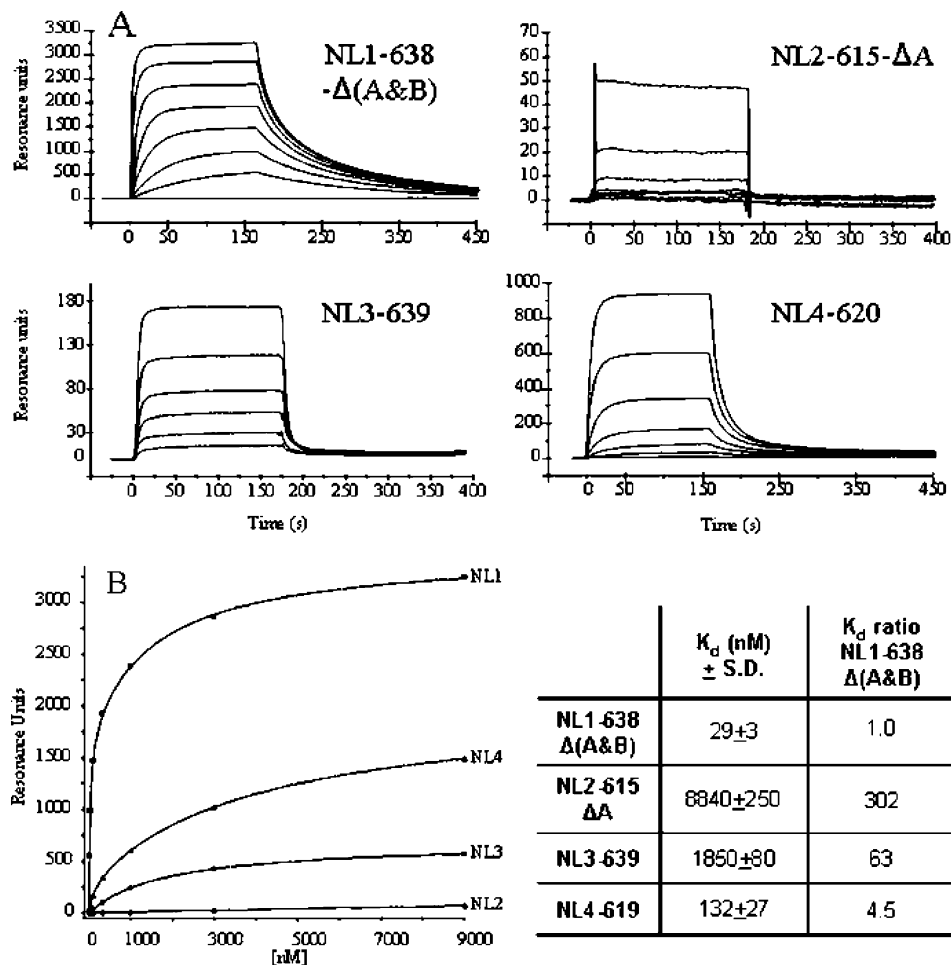 A
NL1-638
-Δ(A&B)
Resonance units
3500
3000
2500
2000
1500
1000
500
0
0 50 150 250 350 450
NL2-615-ΔA
70
60
50
40
30
20
10
0
0 50 100 150 200 250 300 350 400
NL3-639
Resonance units
180
130
80
30
0
0 50 100 150 200 250 300 350 400
Time (s)
NL4-620
1000
800
600
400
200
0
0 50 150 250 350 450
Time (s)
B
Resonance Units
3000
2500
2000
1500
1000
500
0
0 1000 3000 5000 7000 9000
[nM]
NL1
NL4
NL3
NL2
Kd (nM) ± S.D. Kd ratio NL1-638 Δ(A&B)
NL1-638 Δ(A&B) 29±3 1.0
NL2-615 ΔA 8840±250 302
NL3-639 1850±80 63
NL4-619 132±27 4.5